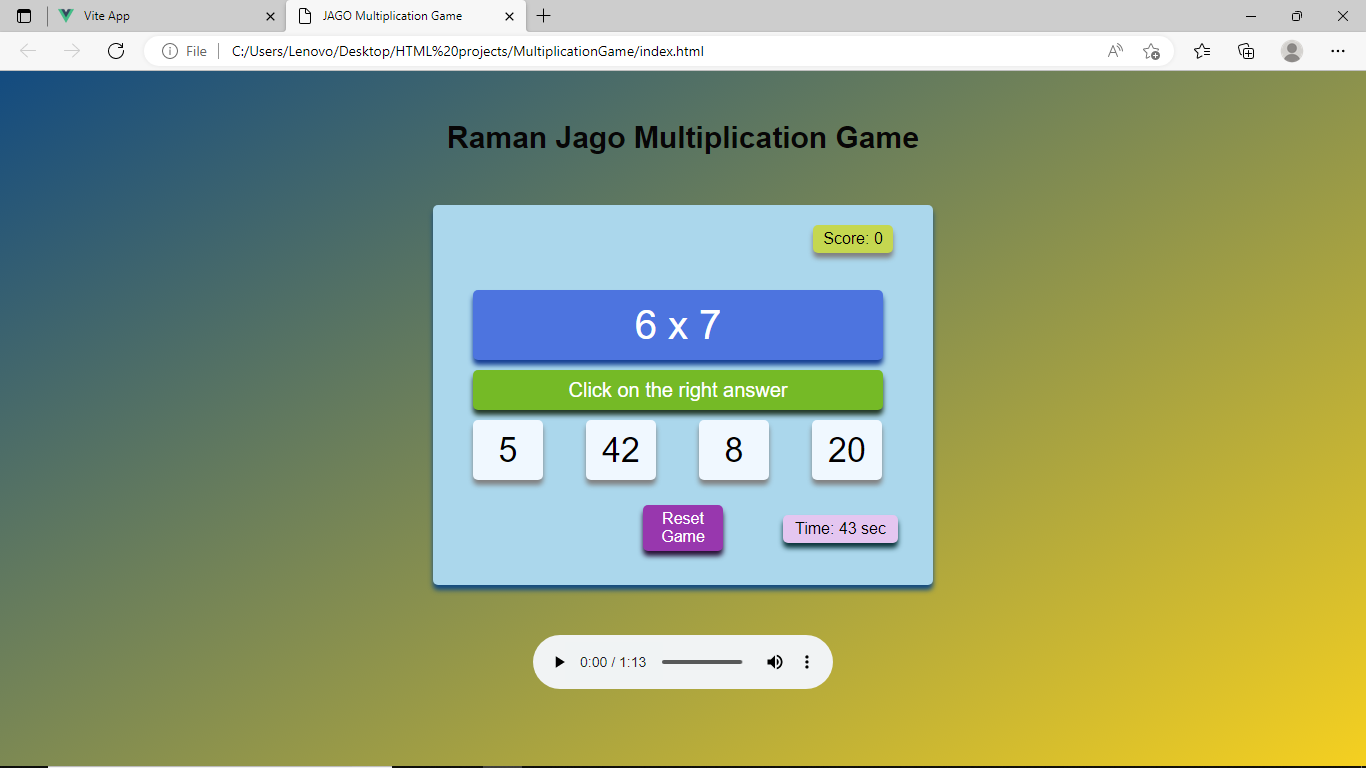 Vite App
JAGO Multiplication Game
File
C:/Users/Lenovo/Desktop/HTML%20projects/MultiplicationGame/index.html
Raman Jago Multiplication Game
Score: 0
6 x 7
Click on the right answer
5 42 8 20
Reset
Game
Time: 43 sec
0:00 / 1:13